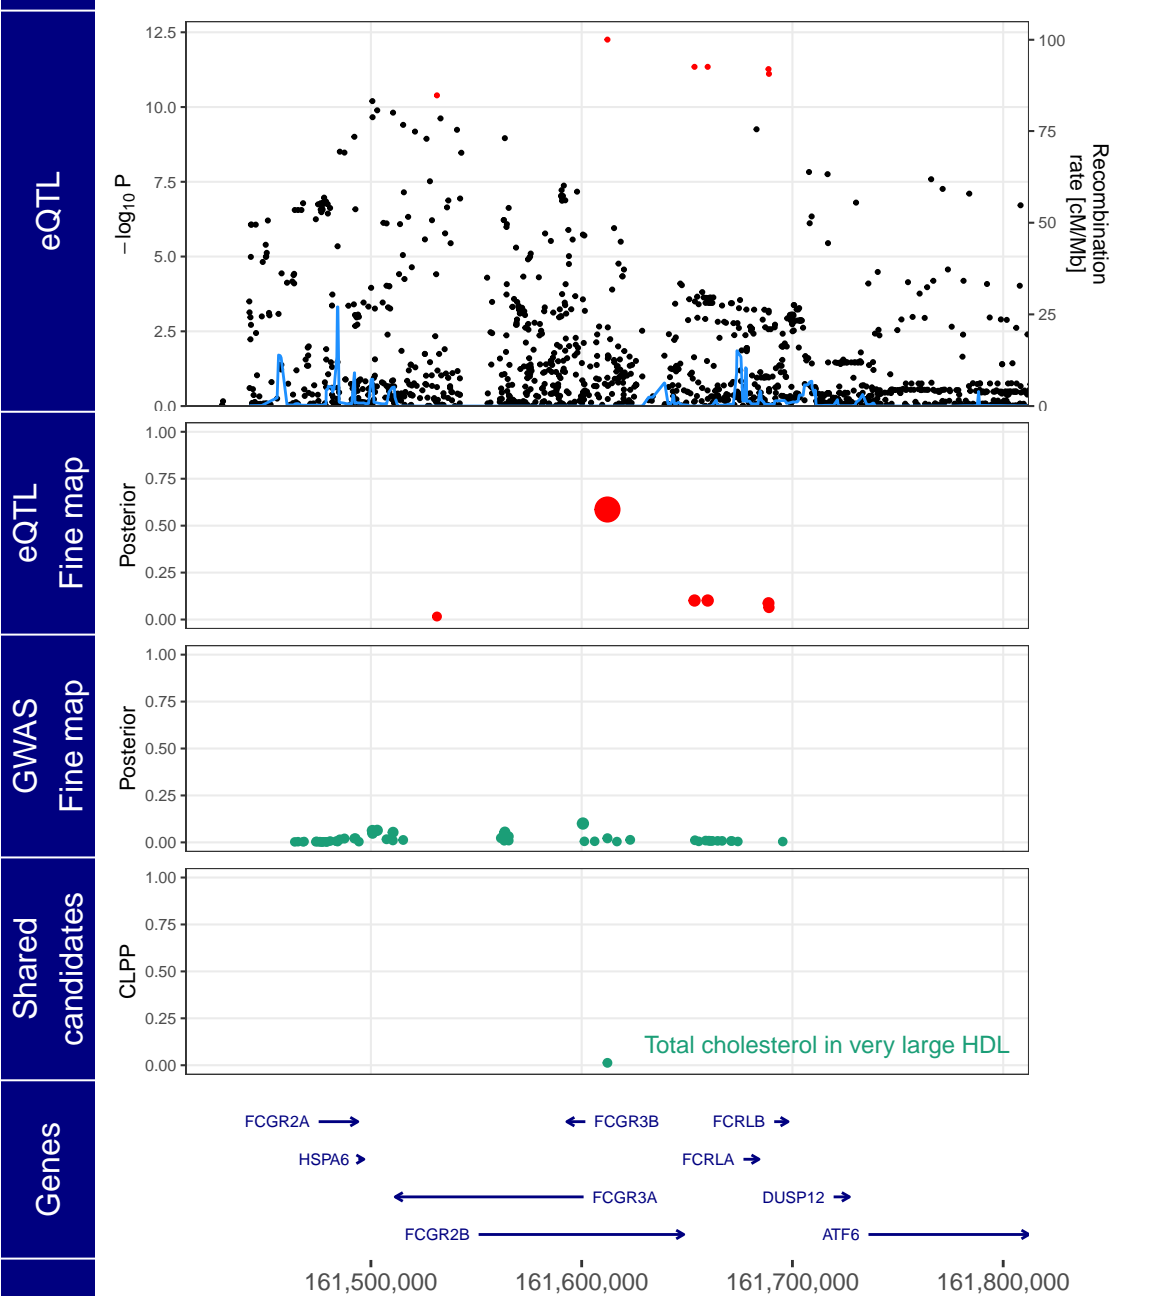 eQTL
−log10 P
12.5
10.0
7.5
5.0
2.5
0.0
100
75
50
25
0
Recombination
rate [cM/Mb]
eQTL
Fine map
Posterior
1.00
0.75
0.50
0.25
0.00
GWAS
Fine map
Posterior
1.00
0.75
0.50
0.25
0.00
Shared
candidates
CLPP
1.00
0.75
0.50
0.25
0.00
Total cholesterol in very large HDL
Genes
FCGR2A
FCGR3B
FCRLB
HSPA6
FCRLA
FCGR3A
DUSP12
FCGR2B
ATF6
161,500,000
161,600,000
161,700,000
161,800,000